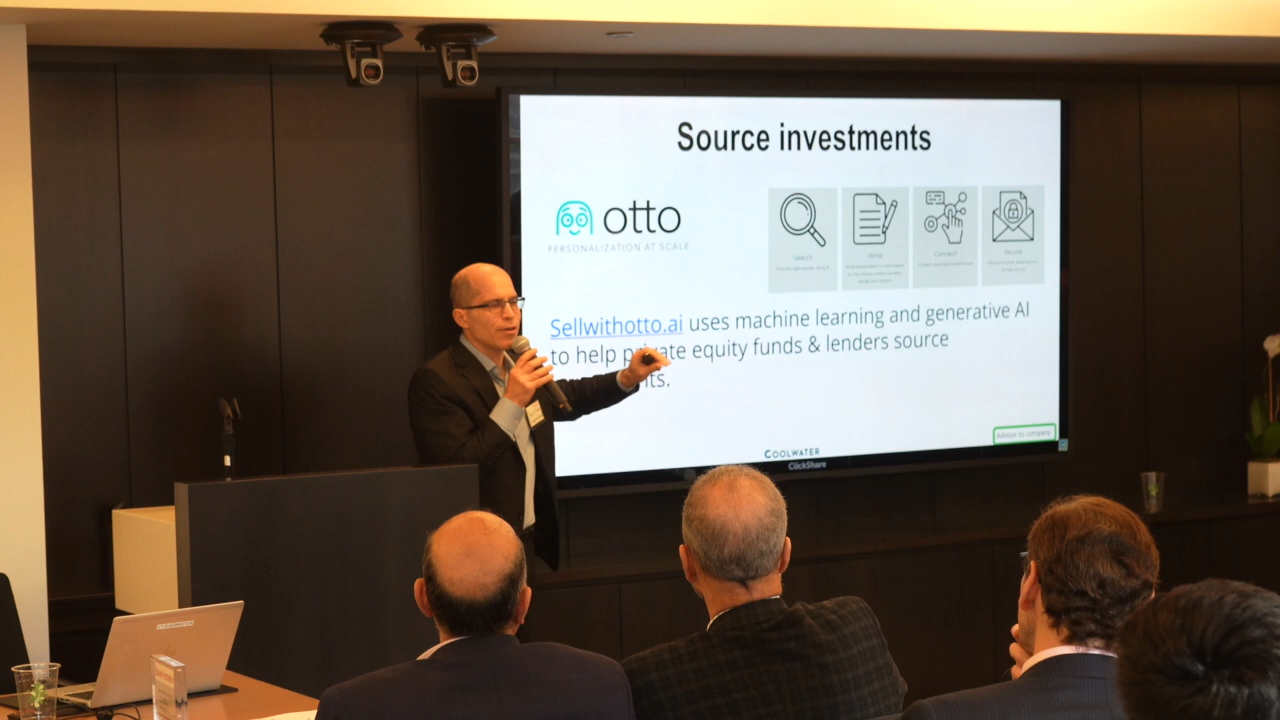 Source investments
otto
PERSONALIZATION AT SCALE
Search
Write
Connect
Secure
Sellwithotto.ai uses machine learning and generative AI
to help private equity funds & lenders source
Advisor to company
COOLWATER
ClickShare